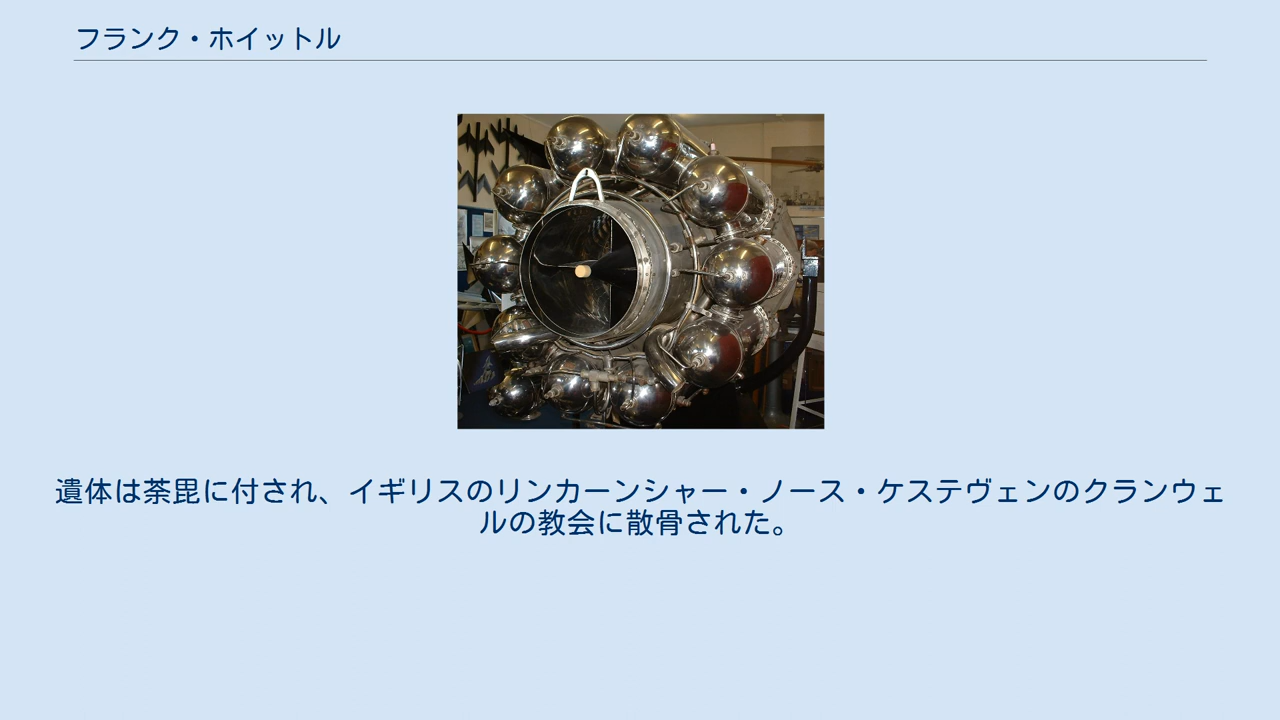 フランク・ホイットル
遺体は荼毘に付され、イギリスのリンカーンシャー・ノース・ケステヴェンのクランウェ
ルの教会に散骨された。